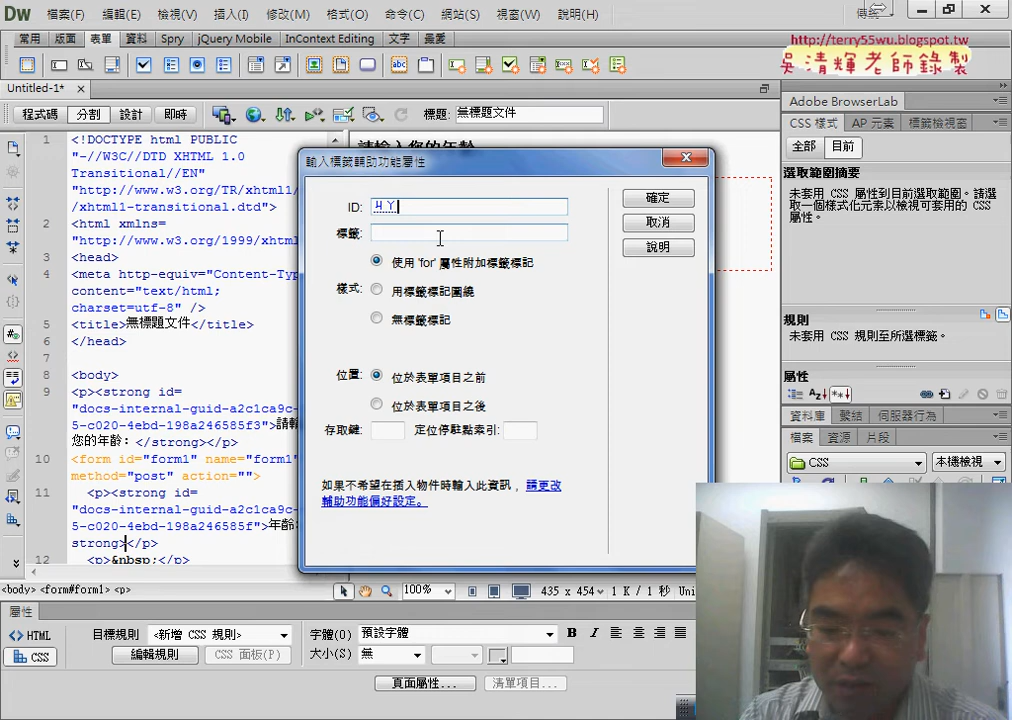 Dw 檔案(F) 編輯(E) 檢視(V) 插入(I) 修改(M) 格式(O) 命令(C) 網站(S) 視窗(W) 說明(H)
常用 版面 表單 資料 Spry jQuery Mobile InContext Editing 文字 最愛
http://terry55wu.blogspot.tw
吳清輝老師錄製
Untitled-1* ×
程式碼 分割 設計 即時 標題: 無標題文件
Adobe BrowserLab
CSS 樣式 AP 元素 標籤檢視窗
全部 目前
選取範圍摘要
未套用 CSS 屬性到目前選取範圍。請選
取一個樣式化元素以檢視可套用的 CSS
屬性。
規則
未套用 CSS 規則至所選標籤。
屬性
資料庫 繫結 伺服器行為
檔案 資源 片段
CSS 本機檢視
1 <!DOCTYPE html PUBLIC
"-//W3C//DTD XHTML 1.0
Transitional//EN"
"http://www.w3.org/TR/xhtml1/
/xhtml1-transitional.dtd">
2 <html xmlns=
"http://www.w3.org/1999/xhtml
3 <head>
4 <meta http-equiv="Content-Typ
content="text/html;
charset=utf-8" />
5 <title>無標題文件</title>
6 </head>
7
8 <body>
9 <p><strong id=
"docs-internal-guid-a2c1ca9c-
5-c020-4ebd-198a246585f3">請輸
您的年齡：</strong></p>
10 <form id="form1" name="form1"
method="post" action="">
11 <p><strong id=
"docs-internal-guid-a2c1ca9c-
5-c020-4ebd-198a246585f">年齡
strong></p>
12 <p>&nbsp;</p>
請輸入您的年齡
輸入標籤輔助功能屬性
ID: ㄐㄚ
標籤:
使用 'for' 屬性附加標籤標記
樣式: 用標籤標記圍繞
無標籤標記
位置: 位於表單項目之前
位於表單項目之後
存取鍵: 定位停駐點索引:
如果不希望在插入物件時輸入此資訊，請更改
輔助功能偏好設定。
確定
取消
說明
<body> <form#form1> <p> 100% 435 x 454 1 K / 1 秒 Uni
屬性
<> HTML 目標規則 <新增 CSS 規則> 字體(O) 預設字體 B I
CSS 編輯規則 CSS 面板(P) 大小(S) 無
頁面屬性... 清單項目...